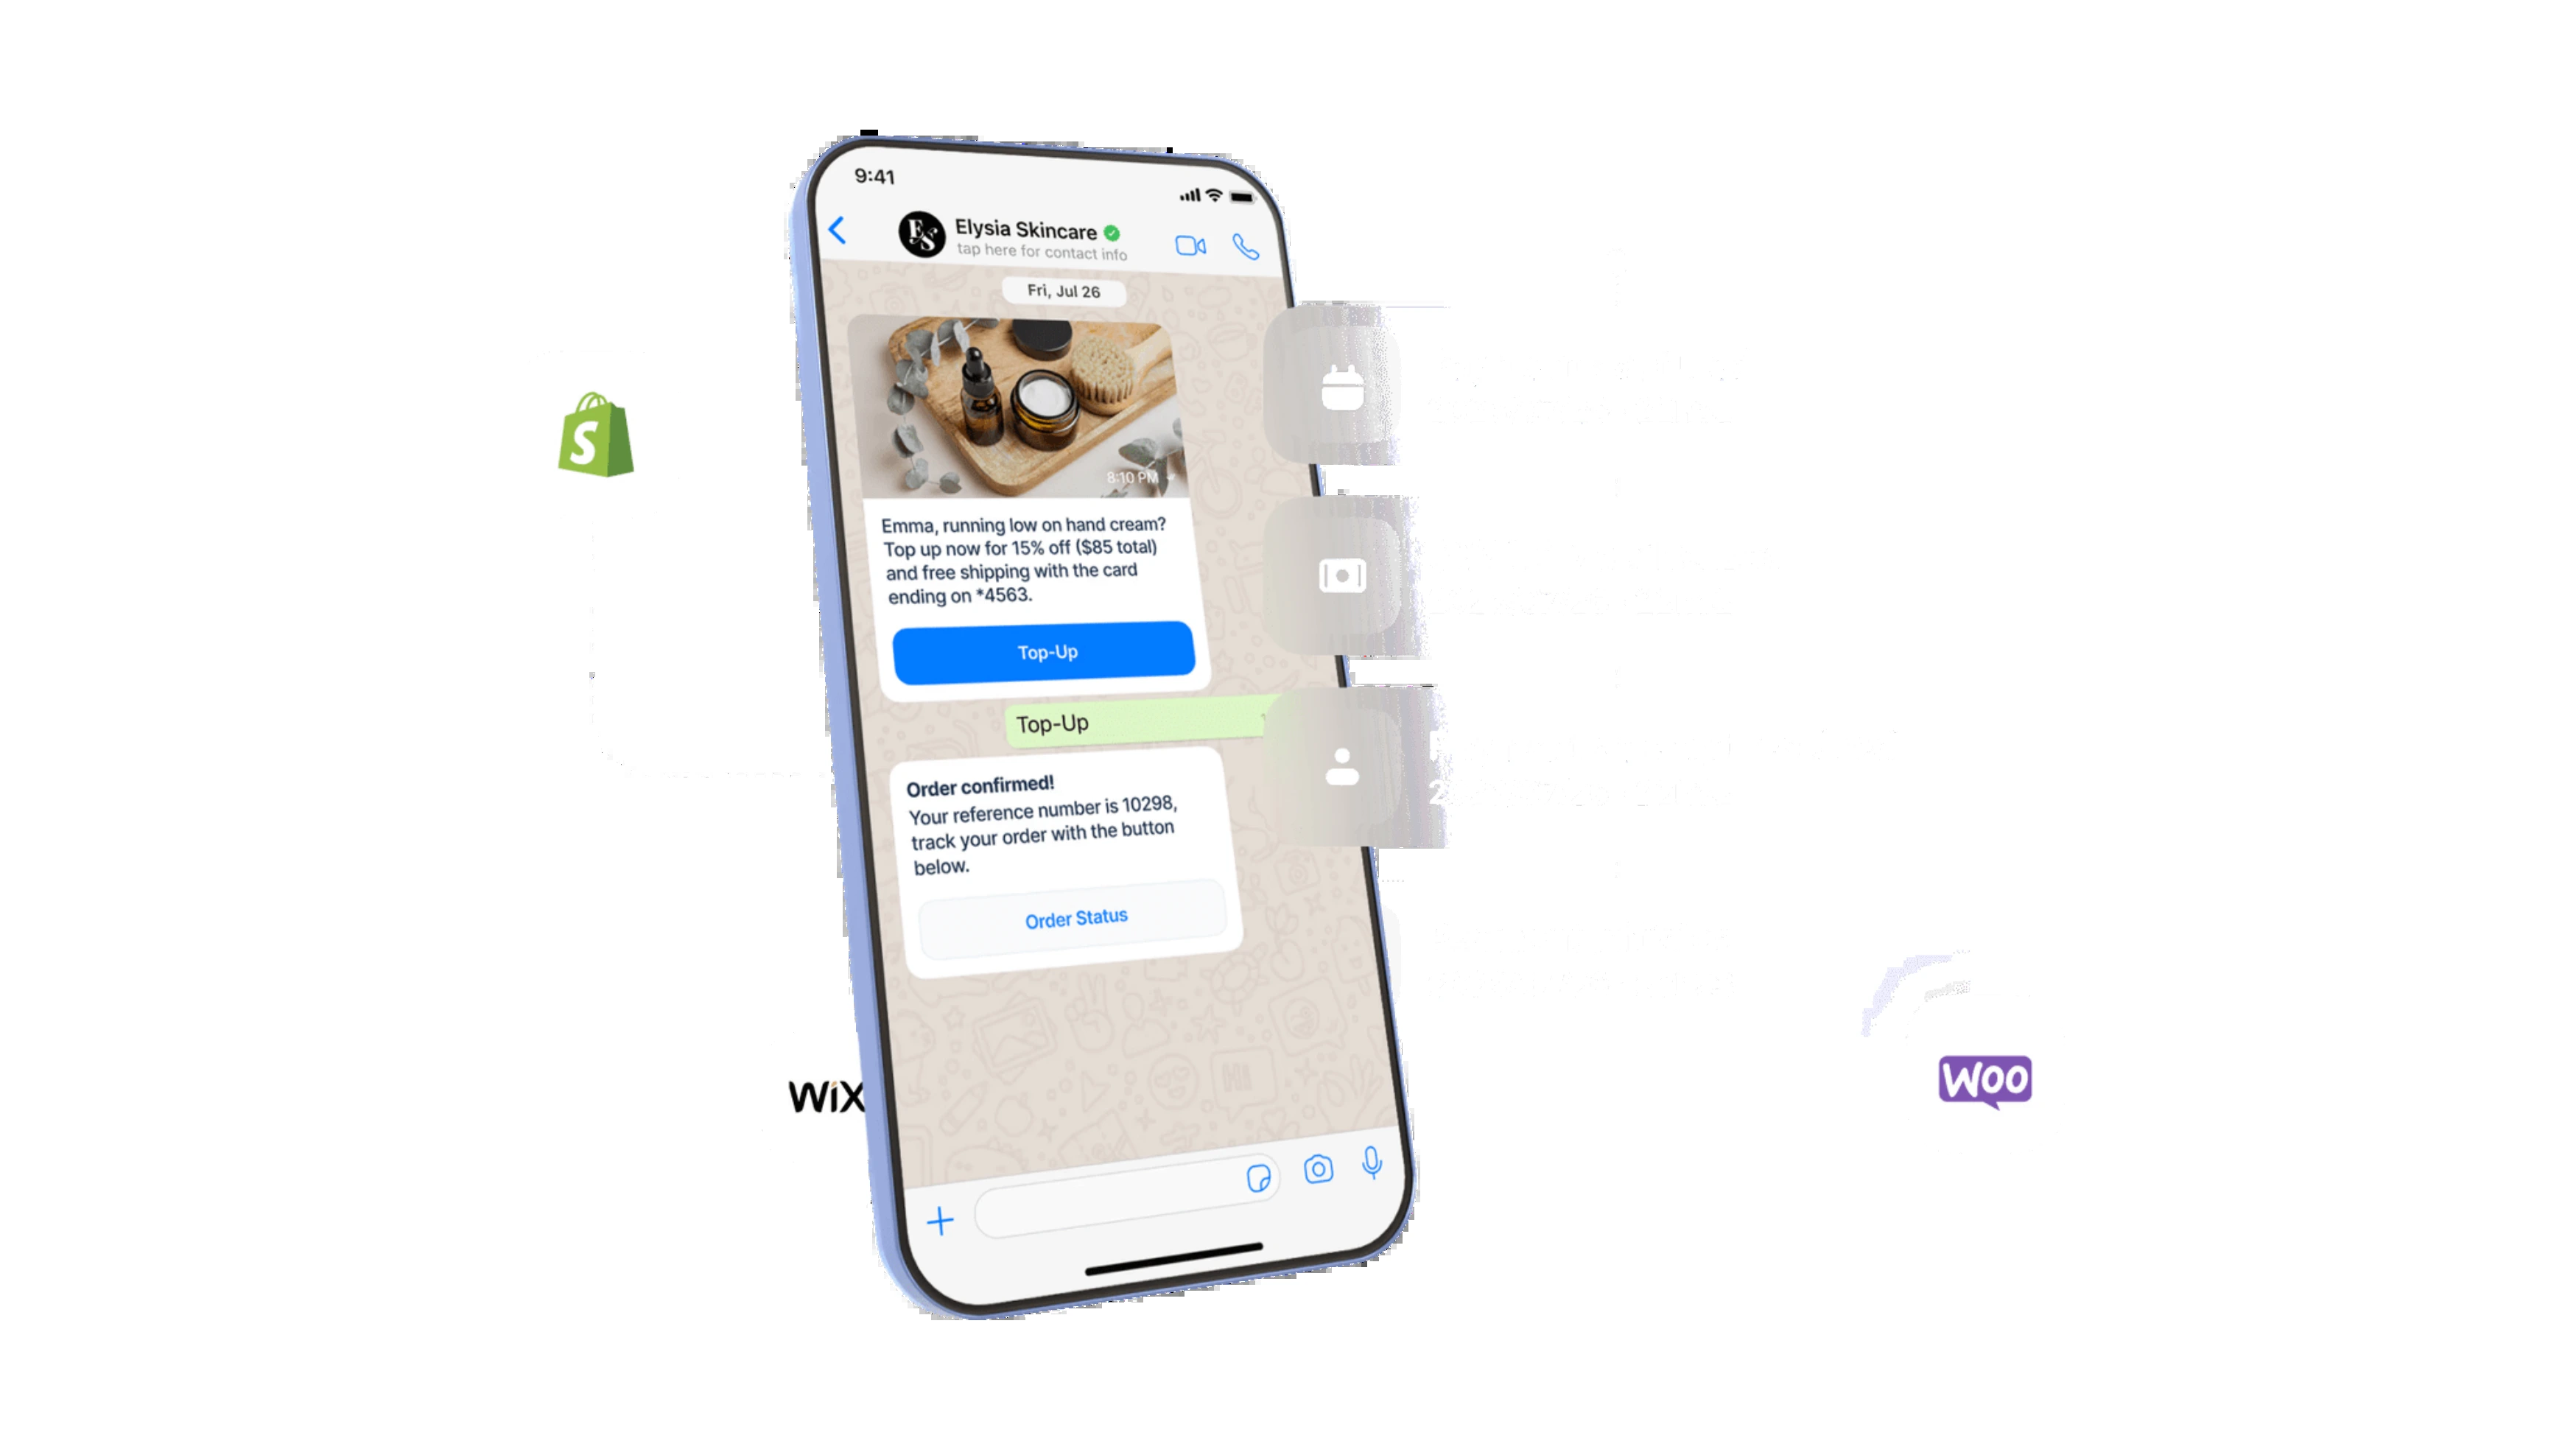 9:41
ES
Elysia Skincare
tap here for contact info
Fri, Jul 26
8:10 PM
Emma, running low on hand cream?
Top up now for 15% off ($85 total)
and free shipping with the card
ending on *4563.
Top-Up
Top-Up
Order confirmed!
Your reference number is 10298,
track your order with the button
below.
Order Status
S
WiX
Woo